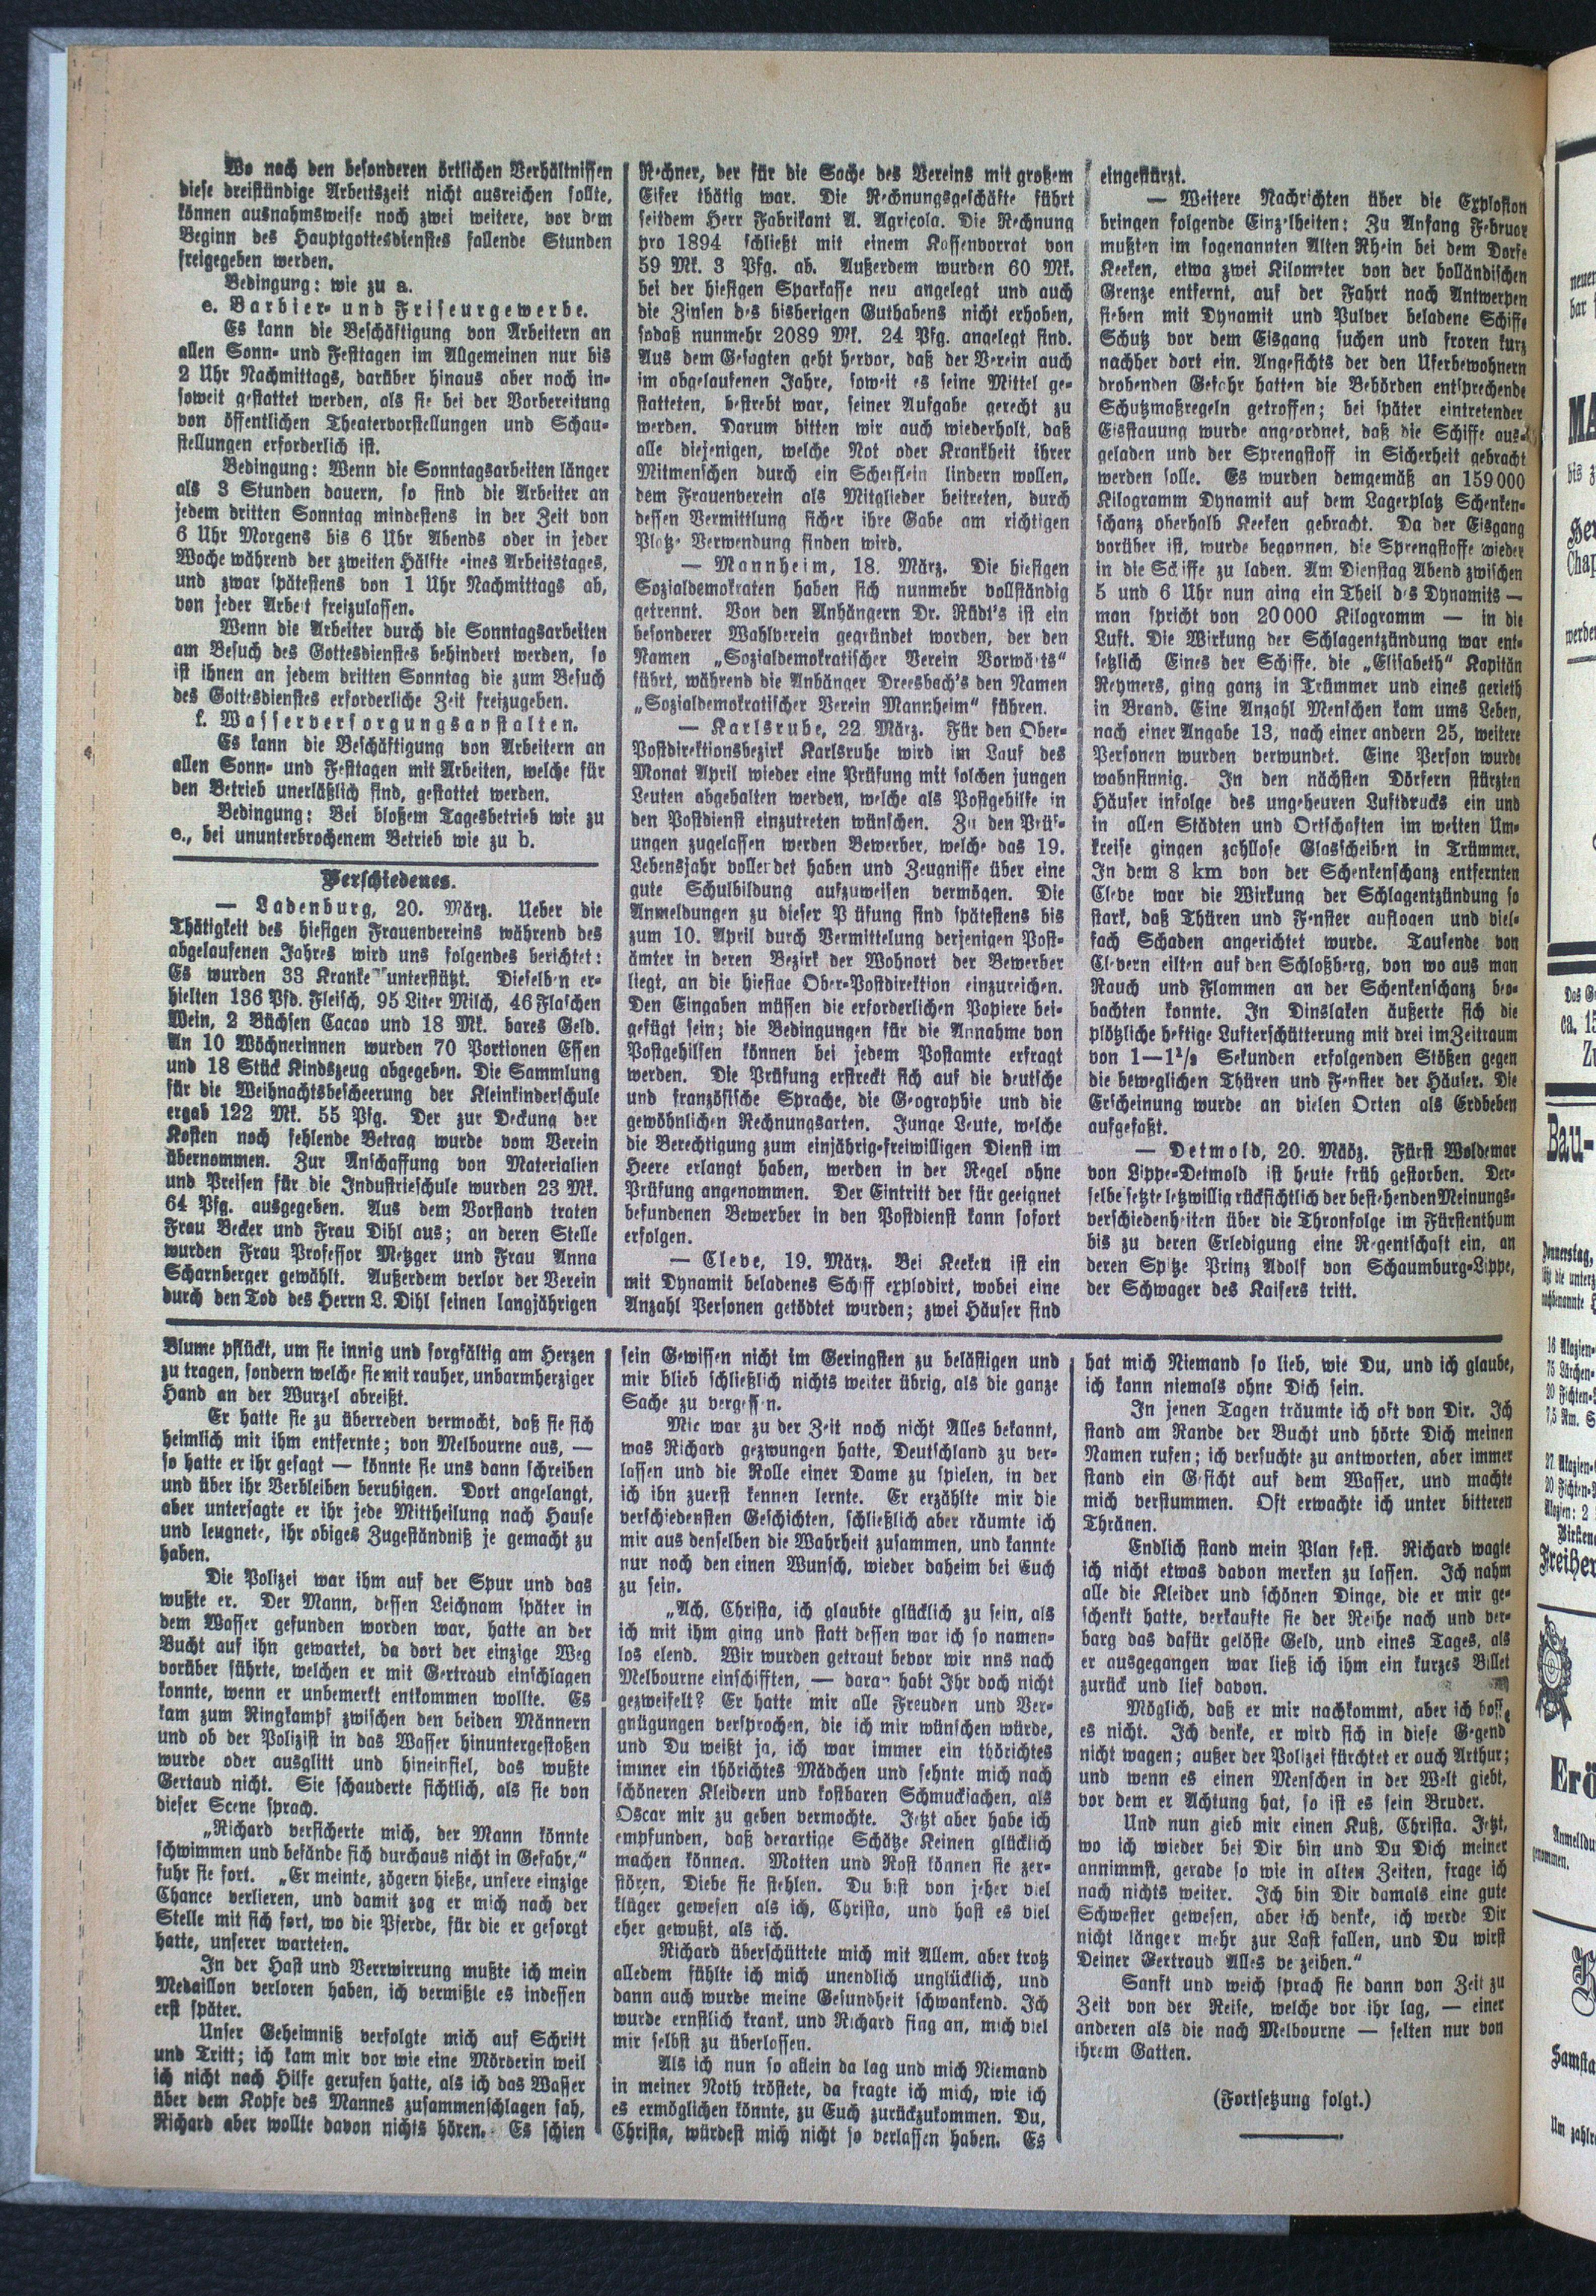 Wo nach den besonderen örtlichen Verhältnissen
diese dreistündige Arbeitszeit nicht ausreichen sollte,
können ausnahmsweise noch zwei weitere, vor dem
Beginn des Hauptgottesdienstes fallende Stunden
freigegeben werden.
Bedingung: wie zu a.
e. Barbier- und Friseurgewerbe.
Es kann die Beschäftigung von Arbeitern an
allen Sonn- und Festtagen im Allgemeinen nur bis
2 Uhr Nachmittags, darüber hinaus aber noch in-
soweit gestattet werden, als sie bei der Vorbereitung
von öffentlichen Theatervorstellungen und Schau-
stellungen erforderlich ist.
Bedingung: Wenn die Sonntagsarbeiten länger
als 3 Stunden dauern, so sind die Arbeiter an
jedem dritten Sonntag mindestens in der Zeit von
6 Uhr Morgens bis 6 Uhr Abends oder in jeder
Woche während der zweiten Hälfte eines Arbeitstages,
und zwar spätestens von 1 Uhr Nachmittags ab,
von jeder Arbeit freizulassen.
Wenn die Arbeiter durch die Sonntagsarbeiten
am Besuch des Gottesdienstes behindert werden, so
ist ihnen an jedem dritten Sonntag die zum Besuch
des Gottesdienstes erforderliche Zeit freizugeben.
f. Wasserversorgungsanstalten.
Es kann die Beschäftigung von Arbeitern an
allen Sonn- und Festtagen mit Arbeiten, welche für
den Betrieb unerläßlich sind, gestattet werden.
Bedingung: Bei bloßem Tagesbetrieb wie zu
e., bei ununterbrochenem Betrieb wie zu b.
Verschiedenes.
— Ladenburg, 20. März. Ueber die
Thätigkeit des hiesigen Frauenvereins während des
abgelaufenen Jahres wird uns folgendes berichtet:
Es wurden 33 Kranke unterstützt. Dieselben er-
hielten 136 Pfd. Fleisch, 95 Liter Milch, 46 Flaschen
Wein, 2 Büchsen Cacao und 18 Mk. bares Geld.
An 10 Wöchnerinnen wurden 70 Portionen Essen
und 18 Stück Kindszeug abgegeben. Die Sammlung
für die Weihnachtsbescheerung der Kleinkinderschule
ergab 122 Mk. 55 Pfg. Der zur Deckung der
Kosten noch fehlende Betrag wurde vom Verein
übernommen. Zur Anschaffung von Materialien
und Preisen für die Industrieschule wurden 23 Mk.
64 Pfg. ausgegeben. Aus dem Vorstand traten
Frau Becker und Frau Dihl aus; an deren Stelle
wurden Frau Professor Metzger und Frau Anna
Scharnberger gewählt. Außerdem verlor der Verein
durch den Tod des Herrn L. Dihl seinen langjährigen
Rechner, der für die Sache des Vereins mit großem
Eifer thätig war. Die Rechnungsgeschäfte führt
seitdem Herr Fabrikant A. Agricola. Die Rechnung
pro 1894 schließt mit einem Kassenvorrat von
59 Mk. 3 Pfg. ab. Außerdem wurden 60 Mk.
bei der hiesigen Sparkasse neu angelegt und auch
die Zinsen des bisherigen Guthabens nicht erhoben,
sodaß nunmehr 2089 Mk. 24 Pfg. angelegt sind.
Aus dem Gesagten geht hervor, daß der Verein auch
im abgelaufenen Jahre, soweit es seine Mittel ge-
statteten, bestrebt war, seiner Aufgabe gerecht zu
werden. Darum bitten wir auch wiederholt, daß
alle diejenigen, welche Not oder Krankheit ihrer
Mitmenschen durch ein Scherflein lindern wollen,
dem Frauenverein als Mitglieder beitreten, durch
dessen Vermittlung sicher ihre Gabe am richtigen
Platze Verwendung finden wird.
— Mannheim, 18. März. Die hiesigen
Sozialdemokraten haben sich nunmehr vollständig
getrennt. Von den Anhängern Dr. Rüdi's ist ein
besonderer Wahlverein gegründet worden, der den
Namen „Sozialdemokratischer Verein Vorwärts“
führt, während die Anhänger Dreesbach's den Namen
„Sozialdemokratischer Verein Mannheim“ führen.
— Karlsruhe, 22. März. Für den Ober-
Postdirektionsbezirk Karlsruhe wird im Lauf des
Monat April wieder eine Prüfung mit solchen jungen
Leuten abgehalten werden, welche als Postgehilfe in
den Postdienst einzutreten wünschen. Zu den Prüf-
ungen zugelassen werden Bewerber, welche das 19.
Lebensjahr vollendet haben und Zeugnisse über eine
gute Schulbildung aufzuweisen vermögen. Die
Anmeldungen zu dieser Prüfung sind spätestens bis
zum 10. April durch Vermittelung derjenigen Post-
ämter in deren Bezirk der Wohnort der Bewerber
liegt, an die hiesige Ober-Postdirektion einzureichen.
Den Eingaben müssen die erforderlichen Papiere bei-
gefügt sein; die Bedingungen für die Annahme von
Postgehilfen können bei jedem Postamte erfragt
werden. Die Prüfung erstreckt sich auf die deutsche
und französische Sprache, die Geographie und die
gewöhnlichen Rechnungsarten. Junge Leute, welche
die Berechtigung zum einjährig-freiwilligen Dienst im
Heere erlangt haben, werden in der Regel ohne
Prüfung angenommen. Der Eintritt der für geeignet
befundenen Bewerber in den Postdienst kann sofort
erfolgen.
— Cleve, 19. März. Bei Keeken ist ein
mit Dynamit beladenes Schiff explodirt, wobei eine
Anzahl Personen getödtet wurden; zwei Häuser sind
eingestürzt.
— Weitere Nachrichten über die Explosion
bringen folgende Einzelheiten: Zu Anfang Februar
mußten im sogenannten Alten Rhein bei dem Dorfe
Keeken, etwa zwei Kilometer von der holländischen
Grenze entfernt, auf der Fahrt nach Antwerpen
sieben mit Dynamit und Pulver beladene Schiffe
Schutz vor dem Eisgang suchen und froren kurz
nachher dort ein. Angesichts der den Uferbewohnern
drohenden Gefahr hatten die Behörden entsprechende
Schutzmaßregeln getroffen; bei später eintretender
Eisstauung wurde angeordnet, daß die Schiffe aus-
geladen und der Sprengstoff in Sicherheit gebracht
werden solle. Es wurden demgemäß an 159000
Kilogramm Dynamit auf dem Lagerplatz Schenken-
schanz oberhalb Keeken gebracht. Da der Eisgang
vorüber ist, wurde begonnen, die Sprengstoffe wieder
in die Schiffe zu laden. Am Dienstag Abend zwischen
5 und 6 Uhr nun ging ein Theil des Dynamits —
man spricht von 20000 Kilogramm — in die
Luft. Die Wirkung der Schlagentzündung war ent-
setzlich Eines der Schiffe, die „Elisabeth“ Kapitän
Reymers, ging ganz in Trümmer und eines gerieth
in Brand. Eine Anzahl Menschen kam ums Leben,
nach einer Angabe 13, nach einer andern 25, weitere
Personen wurden verwundet. Eine Person wurde
wahnsinnig. In den nächsten Dörfern stürzten
Häuser infolge des ungeheuren Luftdrucks ein und
in allen Städten und Ortschaften im weiten Um-
kreise gingen zahllose Glasscheiben in Trümmer.
In dem 8 km von der Schenkenschanz entfernten
Cleve war die Wirkung der Schlagentzündung so
stark, daß Thüren und Fenster aufflogen und viel-
fach Schaden angerichtet wurde. Tausende von
Clevern eilten auf den Schloßberg, von wo aus man
Rauch und Flammen an der Schenkenschanz beo-
bachten konnte. In Dinslaken äußerte sich die
plötzliche heftige Lufterschütterung mit drei im Zeitraum
von 1—1½ Sekunden erfolgenden Stößen gegen
die beweglichen Thüren und Fenster der Häuser. Die
Erscheinung wurde an vielen Orten als Erdbeben
aufgefaßt.
— Detmold, 20. Määz. Fürst Woldemar
von Lippe-Detmold ist heute früh gestorben. Der-
selbe setzte letzwillig rücksichtlich der bestehenden Meinungs-
verschiedenheiten über die Thronfolge im Fürstenthum
bis zu deren Erledigung eine Regentschaft ein, an
deren Spitze Prinz Adolf von Schaumburg-Lippe,
der Schwager des Kaisers tritt.
Blume pflückt, um sie innig und sorgfältig am Herzen
zu tragen, sondern welche sie mit rauher, unbarmherziger
Hand an der Wurzel abreißt.
Er hatte sie zu überreden vermocht, daß sie sich
heimlich mit ihm entfernte; von Melbourne aus, —
so hatte er ihr gesagt — könnte sie uns dann schreiben
und über ihr Verbleiben beruhigen. Dort angelangt,
aber untersagte er ihr jede Mittheilung nach Hause
und leugnete, ihr obiges Zugeständniß je gemacht zu
haben.
Die Polizei war ihm auf der Spur und das
wußte er. Der Mann, dessen Leichnam später in
dem Wasser gefunden worden war, hatte an der
Bucht auf ihn gewartet, da dort der einzige Weg
vorüber führte, welchen er mit Gertraud einschlagen
konnte, wenn er unbemerkt entkommen wollte. Es
kam zum Ringkampf zwischen den beiden Männern
und ob der Polizist in das Wasser hinuntergestoßen
wurde oder ausglitt und hineinfiel, das wußte
Gertaud nicht. Sie schauderte sichtlich, als sie von
dieser Scene sprach.
„Richard versicherte mich, der Mann könnte
schwimmen und befände sich durchaus nicht in Gefahr,“
fuhr sie fort. „Er meinte, zögern hieße, unsere einzige
Chance verlieren, und damit zog er mich nach der
Stelle mit sich fort, wo die Pferde, für die er gesorgt
hatte, unserer warteten.
In der Hast und Verrwirrung mußte ich mein
Medaillon verloren haben, ich vermißte es indessen
erst später.
Unser Geheimniß verfolgte mich auf Schritt
und Tritt; ich kam mir vor wie eine Mörderin weil
ich nicht nach Hilfe gerufen hatte, als ich das Wasser
über dem Kopfe des Mannes zusammenschlagen sah,
Richard aber wollte davon nichts hören. Es schien
sein Gewissen nicht im Geringsten zu belästigen und
mir blieb schließlich nichts weiter übrig, als die ganze
Sache zu vergessen.
Mir war zu der Zeit noch nicht Alles bekannt,
was Richard gezwungen hatte, Deutschland zu ver-
lassen und die Rolle einer Dame zu spielen, in der
ich ihn zuerst kennen lernte. Er erzählte mir die
verschiedensten Geschichten, schließlich aber räumte ich
mir aus denselben die Wahrheit zusammen, und kannte
nur noch den einen Wunsch, wieder daheim bei Euch
zu sein.
„Ach, Christa, ich glaubte glücklich zu sein, als
ich mit ihm ging und statt dessen war ich so namen-
los elend. Wir wurden getraut bevor wir nns nach
Melbourne einschifften, — daran habt Ihr doch nicht
gezweifelt? Er hatte mir alle Freuden und Ver-
gnügungen versprochen, die ich mir wünschen würde,
und Du weißt ja, ich war immer ein thörichtes
immer ein thörichtes Mädchen und sehnte mich nach
schöneren Kleidern und kostbaren Schmucksachen, als
Oscar mir zu geben vermochte. Jetzt aber habe ich
empfunden, daß derartige Schätze Keinen glücklich
machen können. Motten und Rost können sie zer-
stören, Diebe sie stehlen. Du bist von jeher viel
klüger gewesen als ich, Christa, und hast es viel
eher gewußt, als ich.
Richard überschüttete mich mit Allem, aber trotz
alledem fühlte ich mich unendlich unglücklich, und
dann auch wurde meine Gesundheit schwankend. Ich
wurde ernstlich krank, und Richard fing an, mich viel
mir selbst zu überlassen.
Als ich nun so allein da lag und mich Niemand
in meiner Noth tröstete, da fragte ich mich, wie ich
es ermöglichen könnte, zu Euch zurückzukommen. Du,
Christa, würdest mich nicht so verlassen haben. Es
hat mich Niemand so lieb, wie Du, und ich glaube,
ich kann niemals ohne Dich sein.
In jenen Tagen träumte ich oft von Dir. Ich
stand am Rande der Bucht und hörte Dich meinen
Namen rufen; ich versuchte zu antworten, aber immer
stand ein Gesicht auf dem Wasser, und machte
mich verstummen. Oft erwachte ich unter bitteren
Thränen.
Endlich stand mein Plan fest. Richard wagte
ich nicht etwas davon merken zu lassen. Ich nahm
alle die Kleider und schönen Dinge, die er mir ge-
schenkt hatte, verkaufte sie der Reihe nach und ver-
barg das dafür gelöste Geld, und eines Tages, als
er ausgegangen war ließ ich ihm ein kurzes Billet
zurück und lief davon.
Möglich, daß er mir nachkommt, aber ich hoffe
es nicht. Ich denke, er wird sich in diese Gegend
nicht wagen; außer der Polizei fürchtet er auch Arthur;
und wenn es einen Menschen in der Welt giebt,
vor dem er Achtung hat, so ist es sein Bruder.
Und nun gieb mir einen Kuß, Christa. Jetzt,
wo ich wieder bei Dir bin und Du Dich meiner
annimmst, gerade so wie in alten Zeiten, frage ich
nach nichts weiter. Ich bin Dir damals eine gute
Schwester gewesen, aber ich denke, ich werde Dir
nicht länger mehr zur Last fallen, und Du wirst
Deiner Gertraud Alles verzeihen.“
Sanft und weich sprach sie dann von Zeit zu
Zeit von der Reise, welche vor ihr lag, — einer
anderen als die nach Melbourne — selten nur von
ihrem Gatten.
(Fortsetzung folgt.)